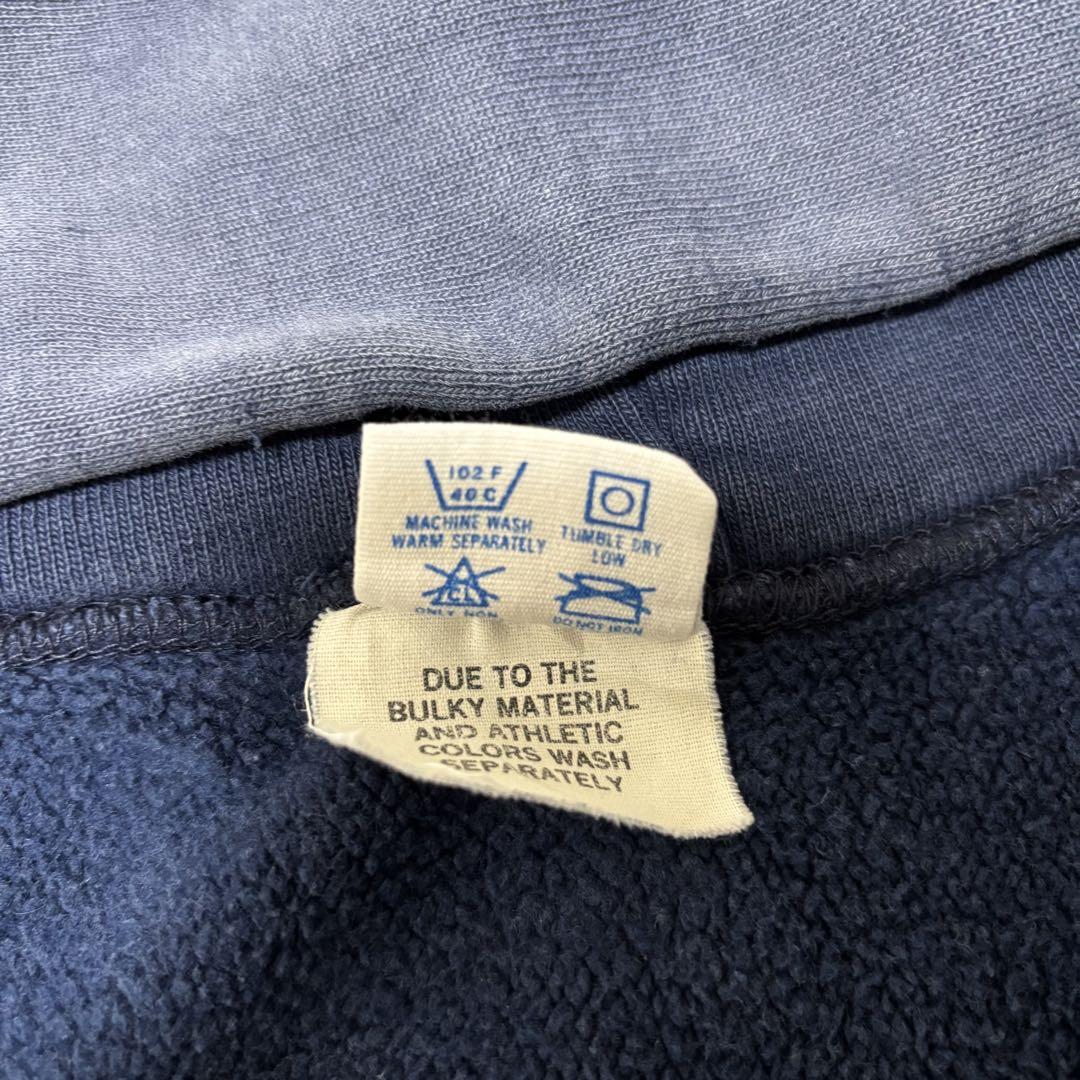 102 F
40 C
MACHINE WASH
WARM SEPARATELY
TUMBLE DRY
LOW
CL
ONLY NON
DO NOT IRON
DUE TO THE
BULKY MATERIAL
AND ATHLETIC
COLORS WASH
SEPARATELY